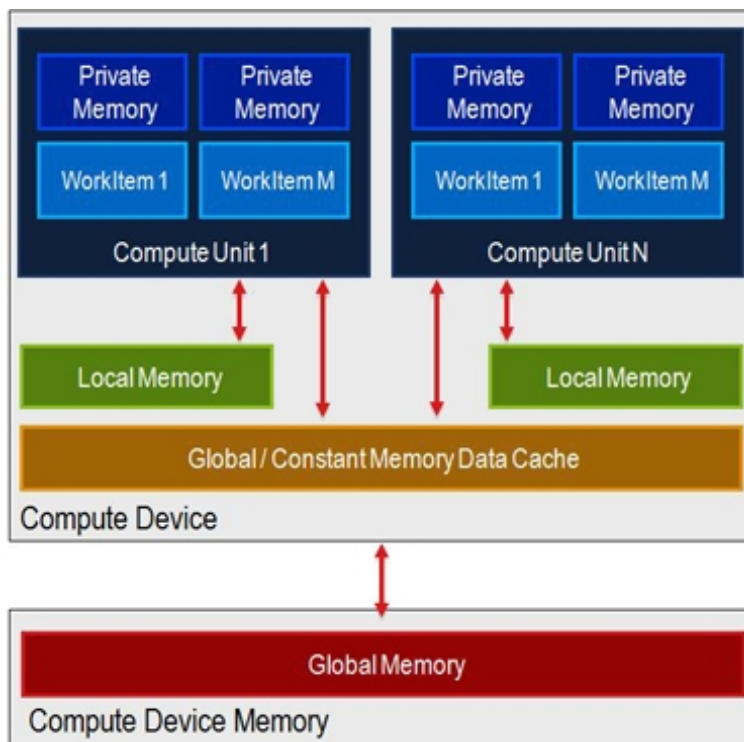 Private Memory
Private Memory
Private Memory
Private Memory
WorkItem 1
WorkItem M
WorkItem 1
WorkItem M
Compute Unit 1
Compute Unit N
Local Memory
Local Memory
Global / Constant Memory Data Cache
Compute Device
Global Memory
Compute Device Memory